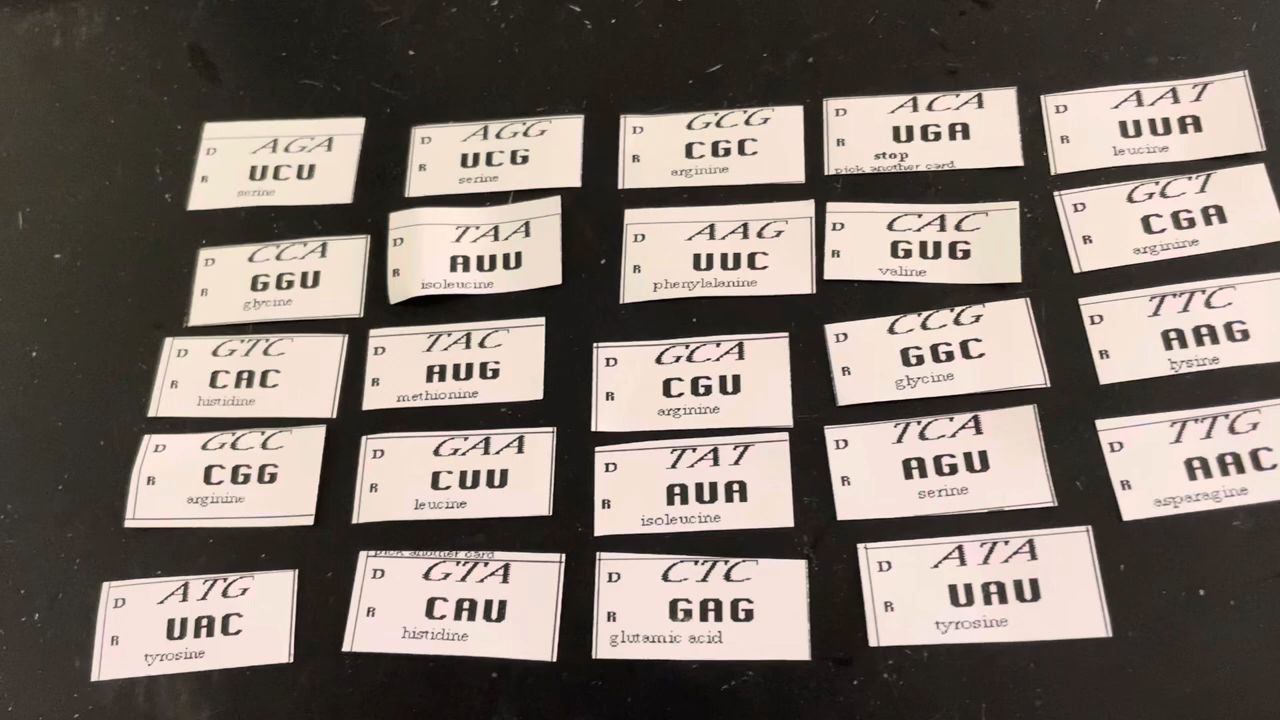 D AGA
R UCU
serine
D AGG
R UCG
serine
D GCG
R CGC
arginine
D ACA
R UGA
stop
pick another card
D AAT
R UUA
leucine
D CCA
R GGU
glycine
D TAA
R AUU
isoleucine
D AAG
R UUC
phenylalanine
D CAC
R GUG
valine
D GCT
R CGA
arginine
D GTC
R CAC
histidine
D TAC
R AUG
methionine
D GCA
R CGU
arginine
D CCG
R GGC
glycine
D TTC
R AAG
lysine
D GCC
R CGG
arginine
D GAA
R CUU
leucine
D TAT
R AUA
isoleucine
D TCA
R AGU
serine
D TTG
R AAC
asparagine
D ATG
R UAC
tyrosine
pick another card
D GTA
R CAU
histidine
D CTC
R GAG
glutamic acid
D ATA
R UAU
tyrosine